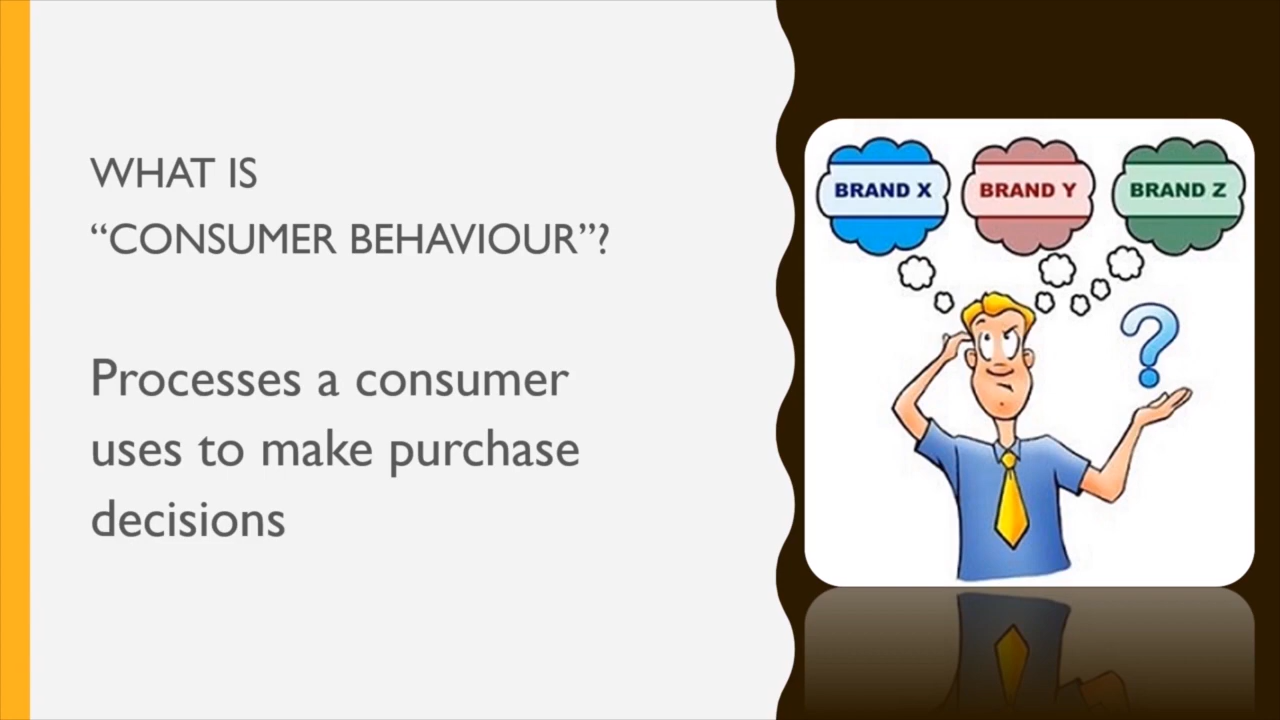 WHAT IS
“CONSUMER BEHAVIOUR”?
Processes a consumer
uses to make purchase
decisions
BRAND X
BRAND Y
BRAND Z
?